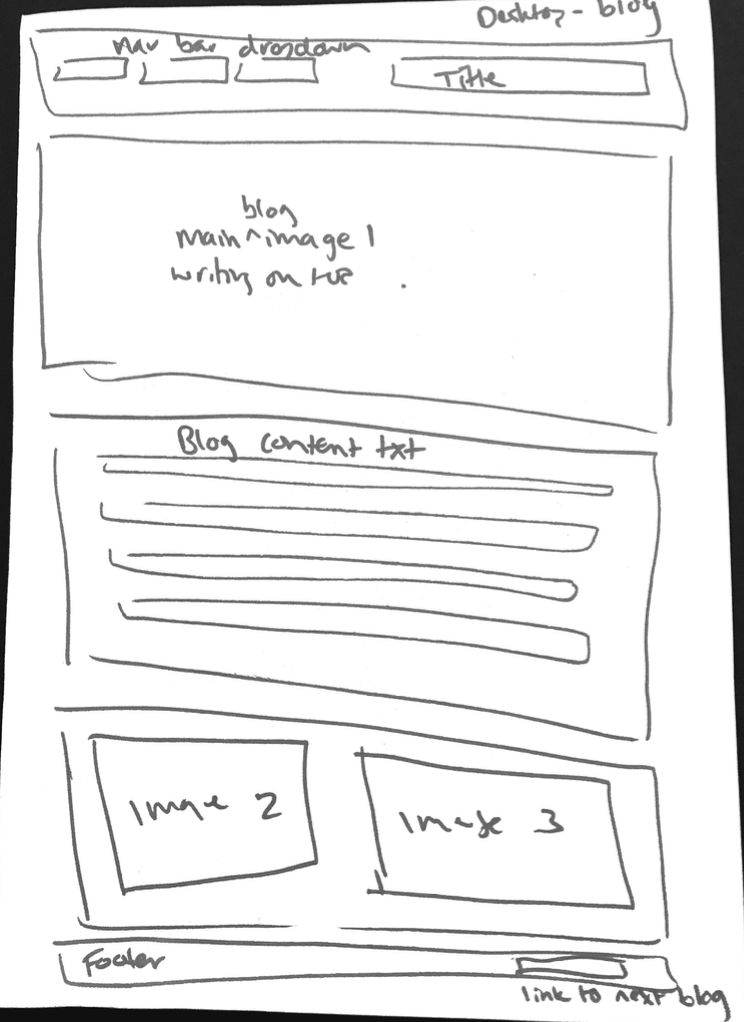 Desktop - blog
nav bar dropdown
Title
blog
main ^ image 1
writing on
Blog content txt
Image 2
Image 3
Footer
link to next blog